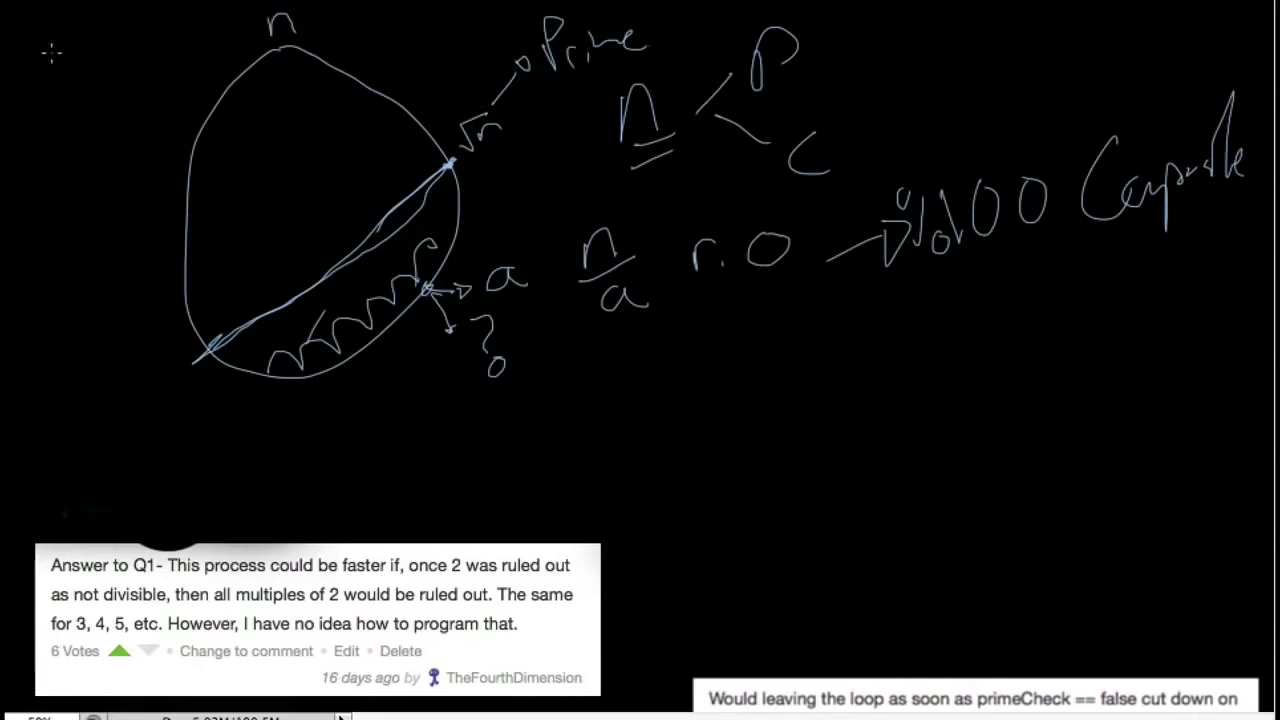 n
√n
Prime
n
P
C
a
?
n
a
r.
0
100
Answer to Q1- This process could be faster if, once 2 was ruled out
as not divisible, then all multiples of 2 would be ruled out. The same
for 3, 4, 5, etc. However, I have no idea how to program that.
6 Votes • Change to comment • Edit • Delete
16 days ago by TheFourthDimension
Would leaving the loop as soon as primeCheck == false cut down on